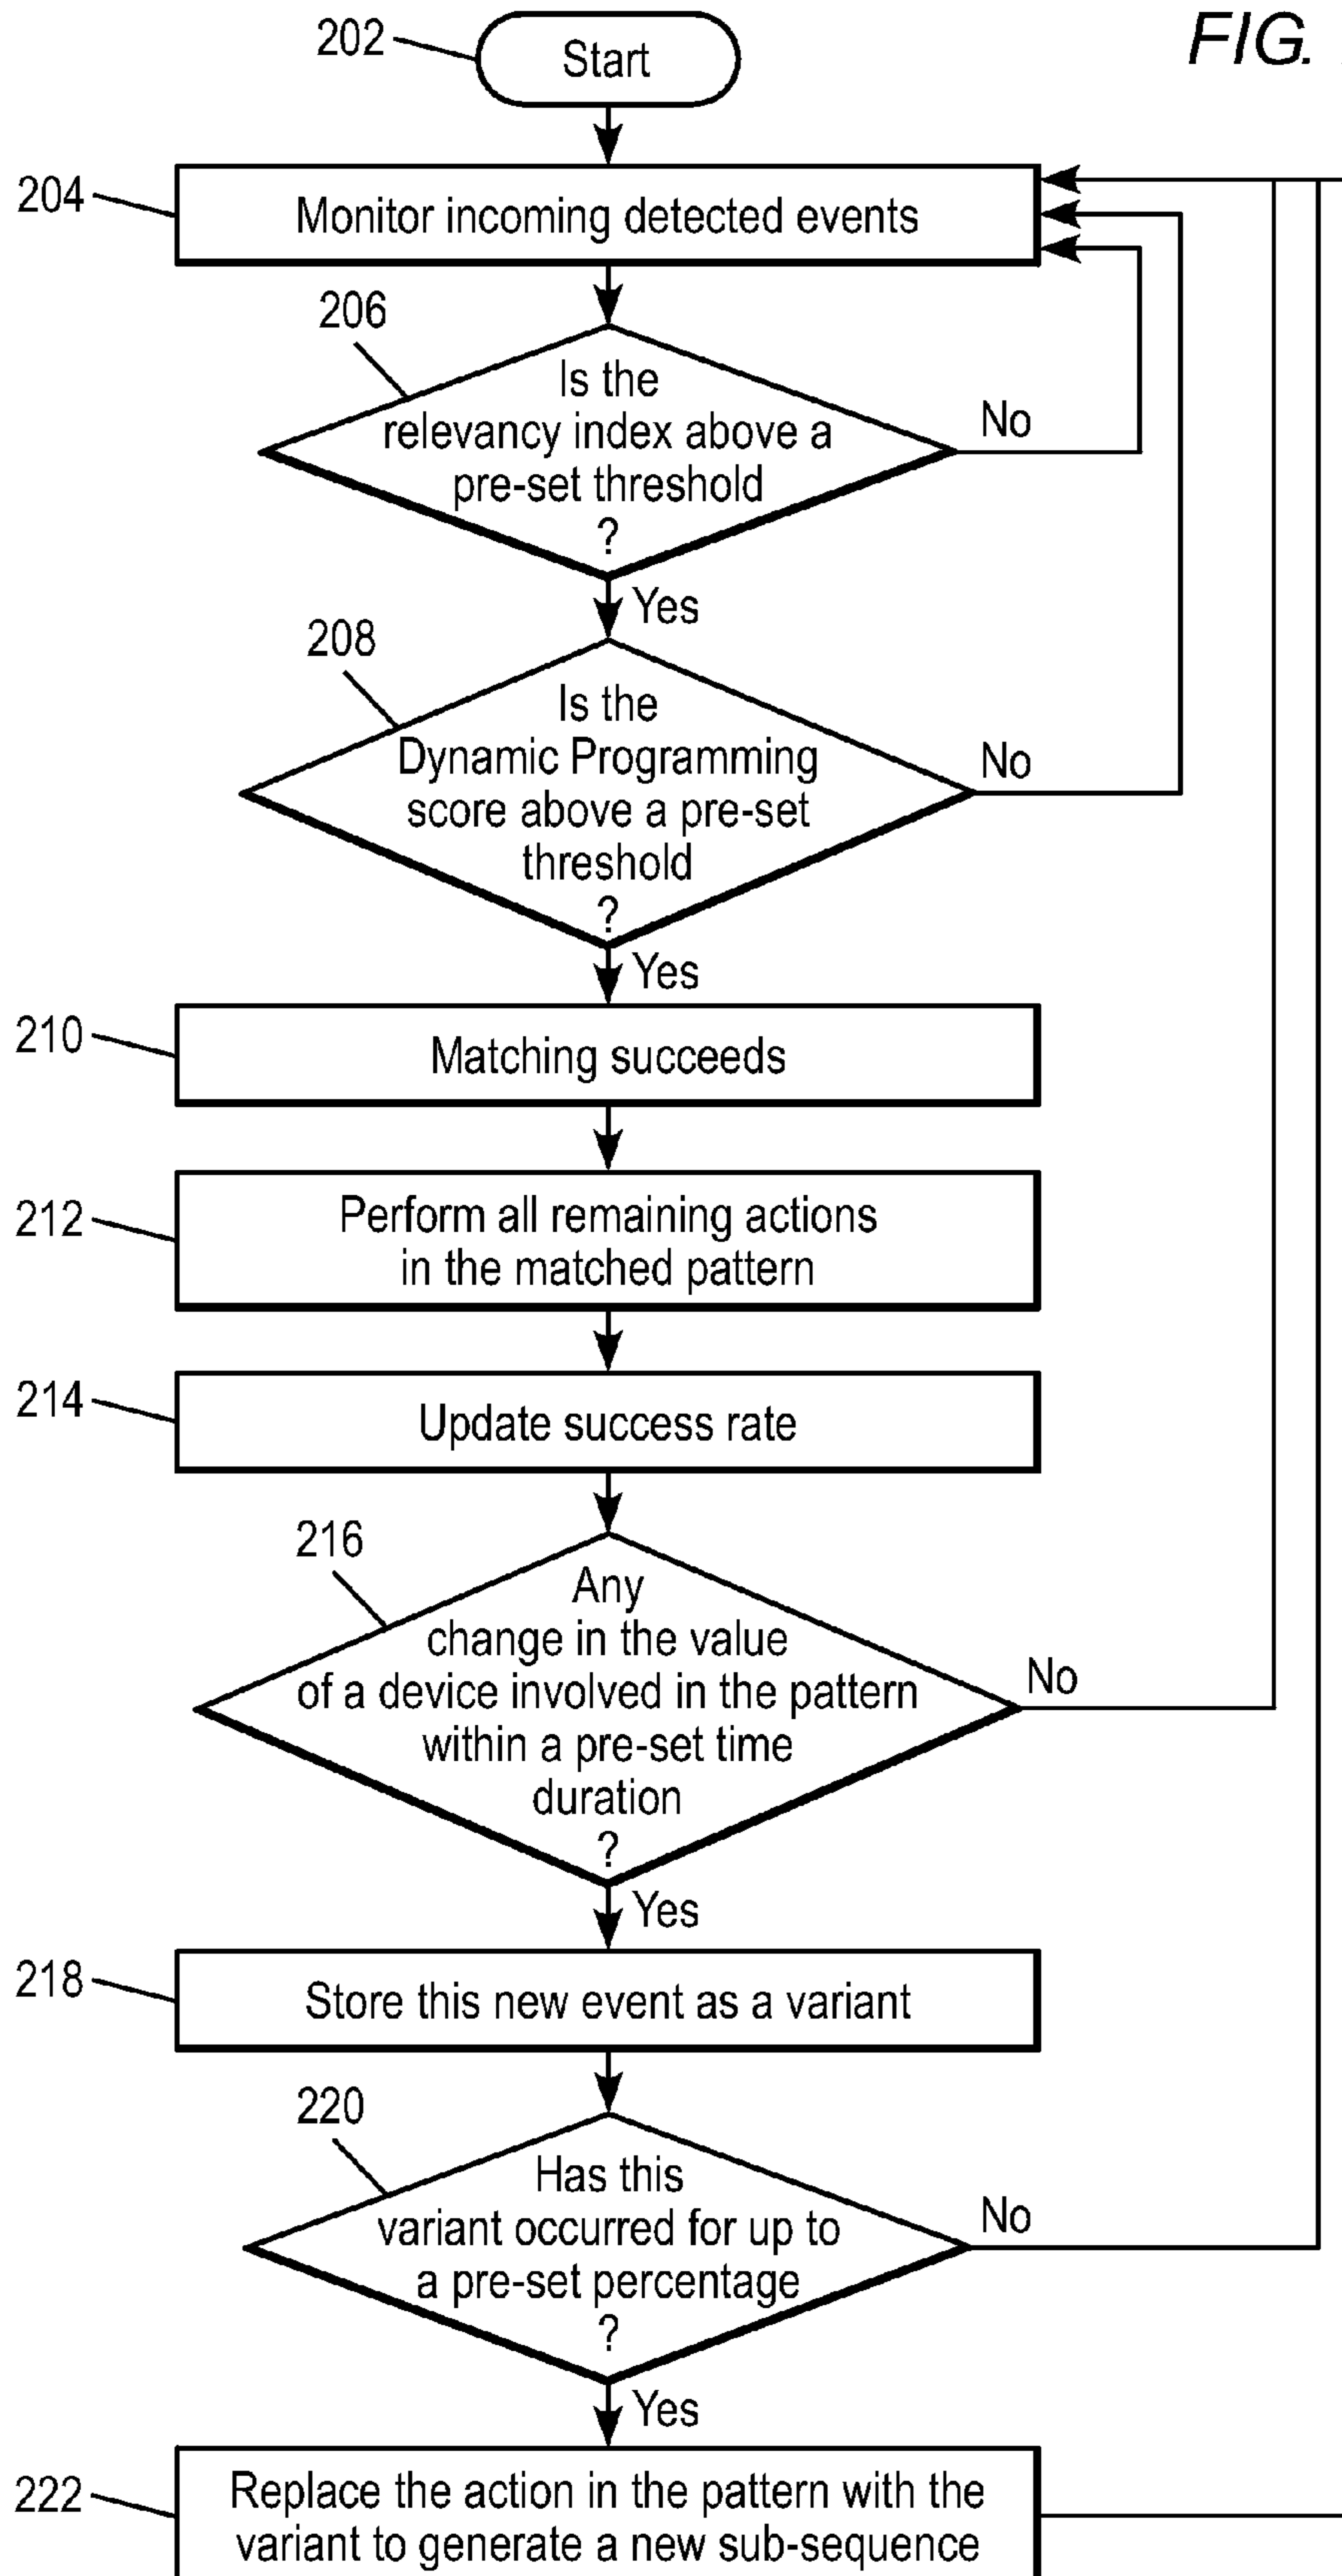 FIG.
202
Start
204
Monitor incoming detected events
206
Is the
relevancy index above a
pre-set threshold
?
No
Yes
208
Is the
Dynamic Programming
score above a pre-set
threshold
?
No
Yes
210
Matching succeeds
212
Perform all remaining actions
in the matched pattern
214
Update success rate
216
Any
change in the value
of a device involved in the pattern
within a pre-set time
duration
?
No
Yes
218
Store this new event as a variant
220
Has this
variant occurred for up to
a pre-set percentage
?
No
Yes
222
Replace the action in the pattern with the
variant to generate a new sub-sequence